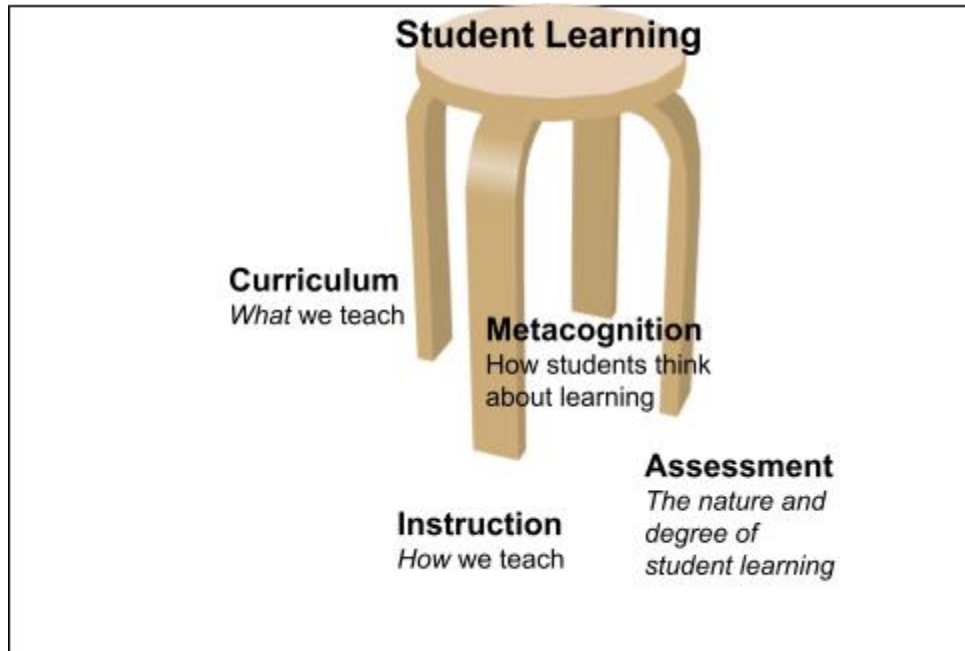 Student Learning
Curriculum
What we teach
Metacognition
How students think
about learning
Assessment
The nature and
degree of
student learning
Instruction
How we teach